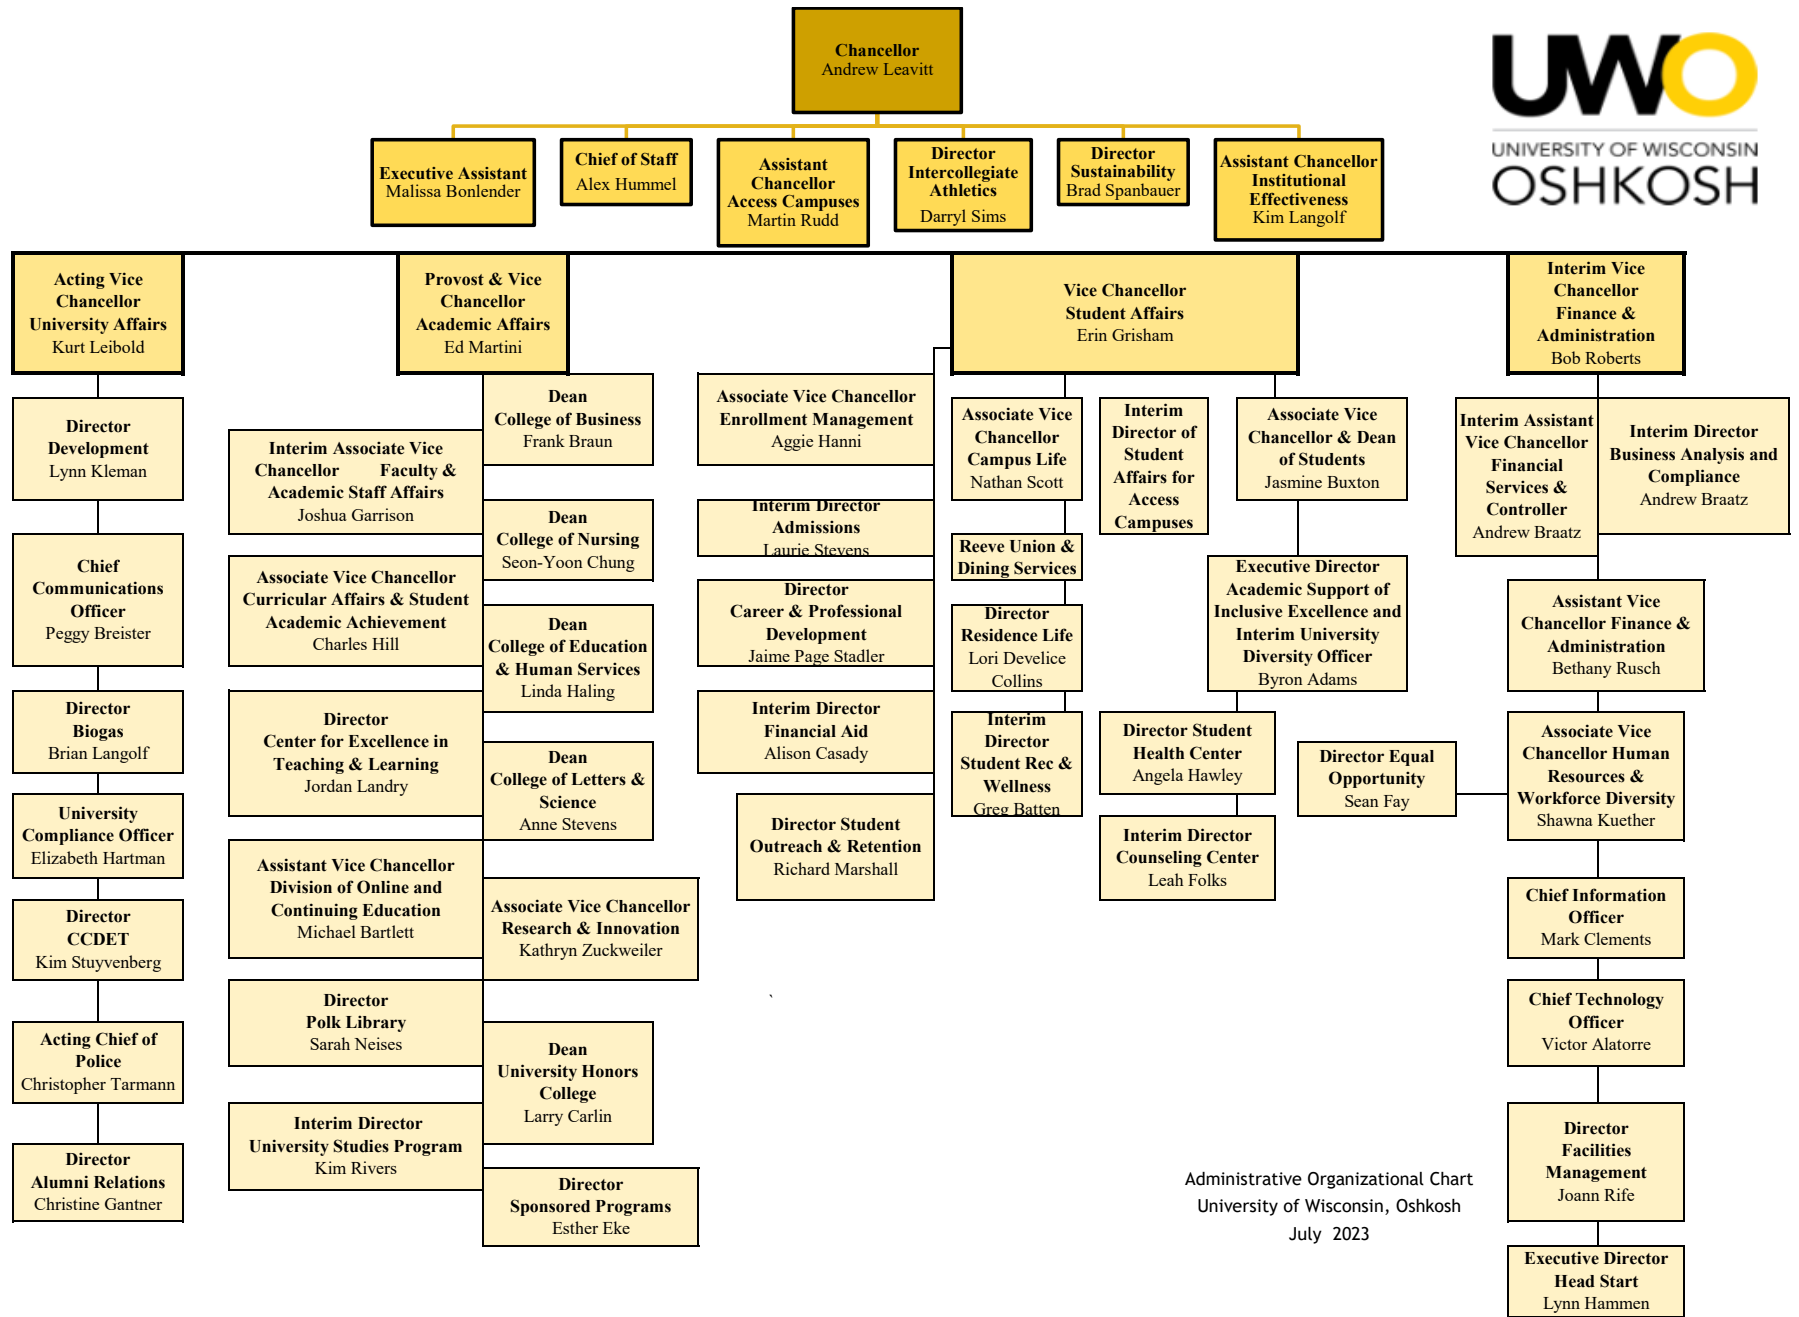 Chancellor
Andrew Leavitt
UWO
UNIVERSITY OF WISCONSIN
OSHKOSH
Executive Assistant
Malissa Bonlender
Chief of Staff
Alex Hummel
Assistant
Chancellor
Access Campuses
Martin Rudd
Director
Intercollegiate
Athletics
Darryl Sims
Director
Sustainability
Brad Spanbauer
Assistant Chancellor
Institutional
Effectiveness
Kim Langolf
Acting Vice
Chancellor
University Affairs
Kurt Leibold
Provost & Vice
Chancellor
Academic Affairs
Ed Martini
Vice Chancellor
Student Affairs
Erin Grisham
Interim Vice
Chancellor
Finance &
Administration
Bob Roberts
Director
Development
Lynn Kleman
Chief
Communications
Officer
Peggy Breister
Director
Biogas
Brian Langolf
University
Compliance Officer
Elizabeth Hartman
Director
CCDET
Kim Stuyvenberg
Acting Chief of
Police
Christopher Tarmann
Director
Alumni Relations
Christine Gantner
Interim Associate Vice
Chancellor Faculty &
Academic Staff Affairs
Joshua Garrison
Associate Vice Chancellor
Curricular Affairs & Student
Academic Achievement
Charles Hill
Director
Center for Excellence in
Teaching & Learning
Jordan Landry
Assistant Vice Chancellor
Division of Online and
Continuing Education
Michael Bartlett
Director
Polk Library
Sarah Neises
Interim Director
University Studies Program
Kim Rivers
Dean
College of Business
Frank Braun
Dean
College of Nursing
Seon-Yoon Chung
Dean
College of Education
& Human Services
Linda Haling
Dean
College of Letters &
Science
Anne Stevens
Associate Vice Chancellor
Research & Innovation
Kathryn Zuckweiler
Dean
University Honors
College
Larry Carlin
Director
Sponsored Programs
Esther Eke
Associate Vice Chancellor
Enrollment Management
Aggie Hanni
Interim Director
Admissions
Laurie Stevens
Director
Career & Professional
Development
Jaime Page Stadler
Interim Director
Financial Aid
Alison Casady
Director Student
Outreach & Retention
Richard Marshall
`
Associate Vice
Chancellor
Campus Life
Nathan Scott
Reeve Union &
Dining Services
Director
Residence Life
Lori Develice
Collins
Interim
Director
Student Rec &
Wellness
Greg Batten
Interim
Director of
Student
Affairs for
Access
Campuses
Associate Vice
Chancellor & Dean
of Students
Jasmine Buxton
Executive Director
Academic Support of
Inclusive Excellence and
Interim University
Diversity Officer
Byron Adams
Director Student
Health Center
Angela Hawley
Interim Director
Counseling Center
Leah Folks
Interim Assistant
Vice Chancellor
Financial
Services &
Controller
Andrew Braatz
Interim Director
Business Analysis and
Compliance
Andrew Braatz
Assistant Vice
Chancellor Finance &
Administration
Bethany Rusch
Director Equal
Opportunity
Sean Fay
Associate Vice
Chancellor Human
Resources &
Workforce Diversity
Shawna Kuether
Chief Information
Officer
Mark Clements
Chief Technology
Officer
Victor Alatorre
Director
Facilities
Management
Joann Rife
Executive Director
Head Start
Lynn Hammen
Administrative Organizational Chart
University of Wisconsin, Oshkosh
July 2023